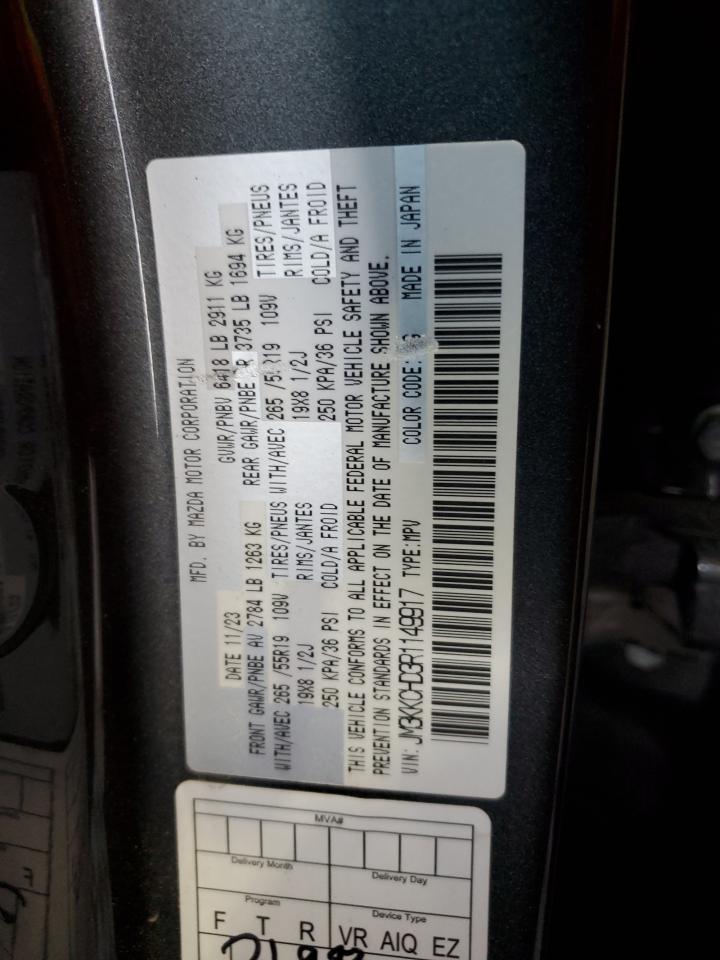 MFD. BY MAZDA MOTOR CORPORATION
DATE 11/23 GVWR/PNBV 6418 LB 2911 KG
FRONT GAWR/PNBE AV 2784 LB 1263 KG REAR GAWR/PNBE AR 3735 LB 1694 KG
WITH/AVEC 265 /55R19 109V TIRES/PNEUS WITH/AVEC 265 /55R19 109V TIRES/PNEUS
19X8 1/2J RIMS/JANTES 19X8 1/2J RIMS/JANTES
250 KPA/36 PSI COLD/A FROID 250 KPA/36 PSI COLD/A FROID
THIS VEHICLE CONFORMS TO ALL APPLICABLE FEDERAL MOTOR VEHICLE SAFETY AND THEFT
PREVENTION STANDARDS IN EFFECT ON THE DATE OF MANUFACTURE SHOWN ABOVE.
VIN: JM3KKCHD3R1149917 TYPE:MPV COLOR CODE: MADE IN JAPAN
MVA#
Delivery Month Delivery Day
Program Device Type
F T R VR AIQ EZ